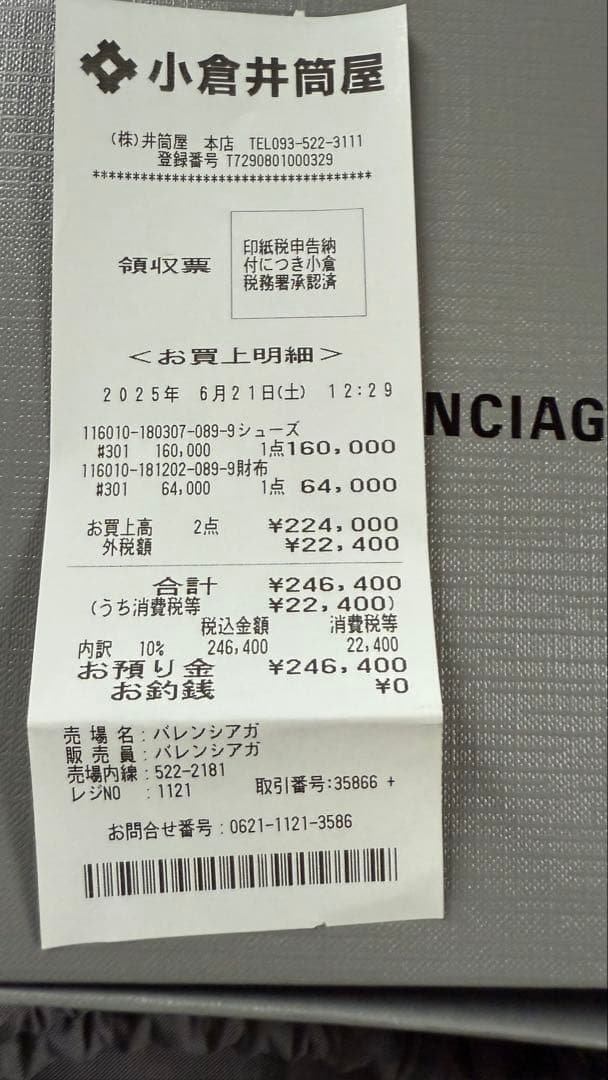 小倉井筒屋
(株)井筒屋 本店 TEL093-522-3111
登録番号 T7290801000329
***********************************
領収票
印紙税申告納
付につき小倉
税務署承認済
＜お買上明細＞
2025年 6月21日(土) 12:29
116010-180307-089-9シューズ
#301 160,000 1点160,000
116010-181202-089-9財布
#301 64,000 1点 64,000
お買上高 2点 ¥224,000
外税額 ¥22,400
合計 ¥246,400
(うち消費税等 ¥22,400)
税込金額 消費税等
内訳 10% 246,400 22,400
お預り金 ¥246,400
お釣銭 ¥0
売場名:バレンシアガ
販売員:バレンシアガ
売場内線:522-2181
レジNO :1121 取引番号:35866 +
お問合せ番号:0621-1121-3586
NCIAG